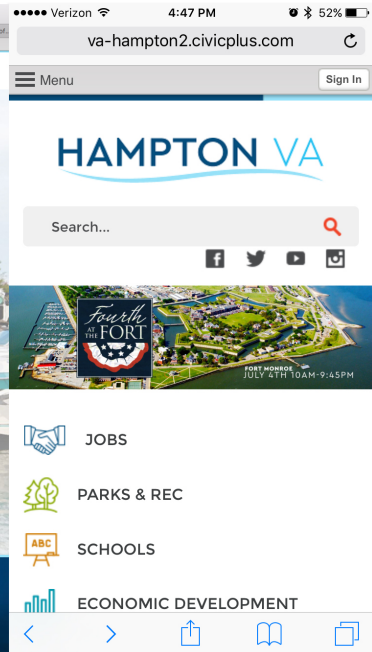 Verizon 4:47 PM 52%
va-hampton2.civicplus.com
Menu Sign In
HAMPTON VA
Search...
Fourth
AT THE
FORT
FORT MONROE
JULY 4TH 10AM-9:45PM
JOBS
PARKS & REC
ABC
SCHOOLS
ECONOMIC DEVELOPMENT